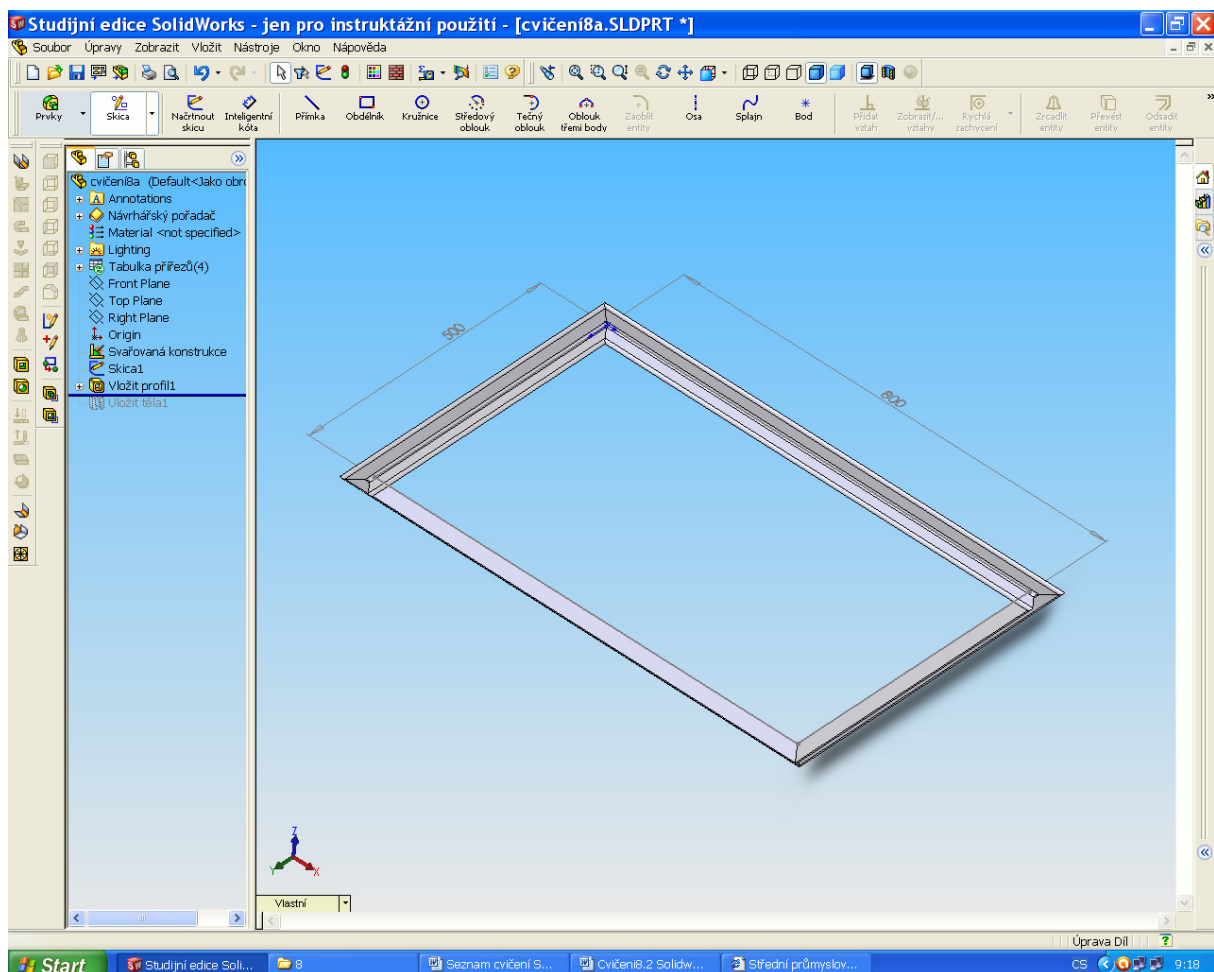 Studijní edice SolidWorks - jen pro instruktážní použití - [cvičení8a.SLDPRT *]
Soubor Úpravy Zobrazit Vložit Nástroje Okno Nápověda
Prvky
Skica
Načrtnout skicu
Inteligentní kóta
Přímka
Obdélník
Kružnice
Středový oblouk
Tečný oblouk
Oblouk třemi body
Zaoblit entity
Osa
Splajn
Bod
Přidat vztah
Zobrazit/... vztahy
Rychlá zachycení
Zrcadlit entity
Převést entity
Odsadit entity
cvičení8a (Default<Jako obro
Annotations
Návrhářský pořadač
Material <not specified>
Lighting
Tabulka přířezů(4)
Front Plane
Top Plane
Right Plane
Origin
Svařovaná konstrukce
Skica1
Vložit profil1
Uložit těla1
500
800
Z
Y
X
Vlastní
Úprava Díl
Start
Studijní edice Soli...
8
Seznam cvičení S...
Cvičení8.2 Solidw...
Střední průmyslov...
CS
9:18